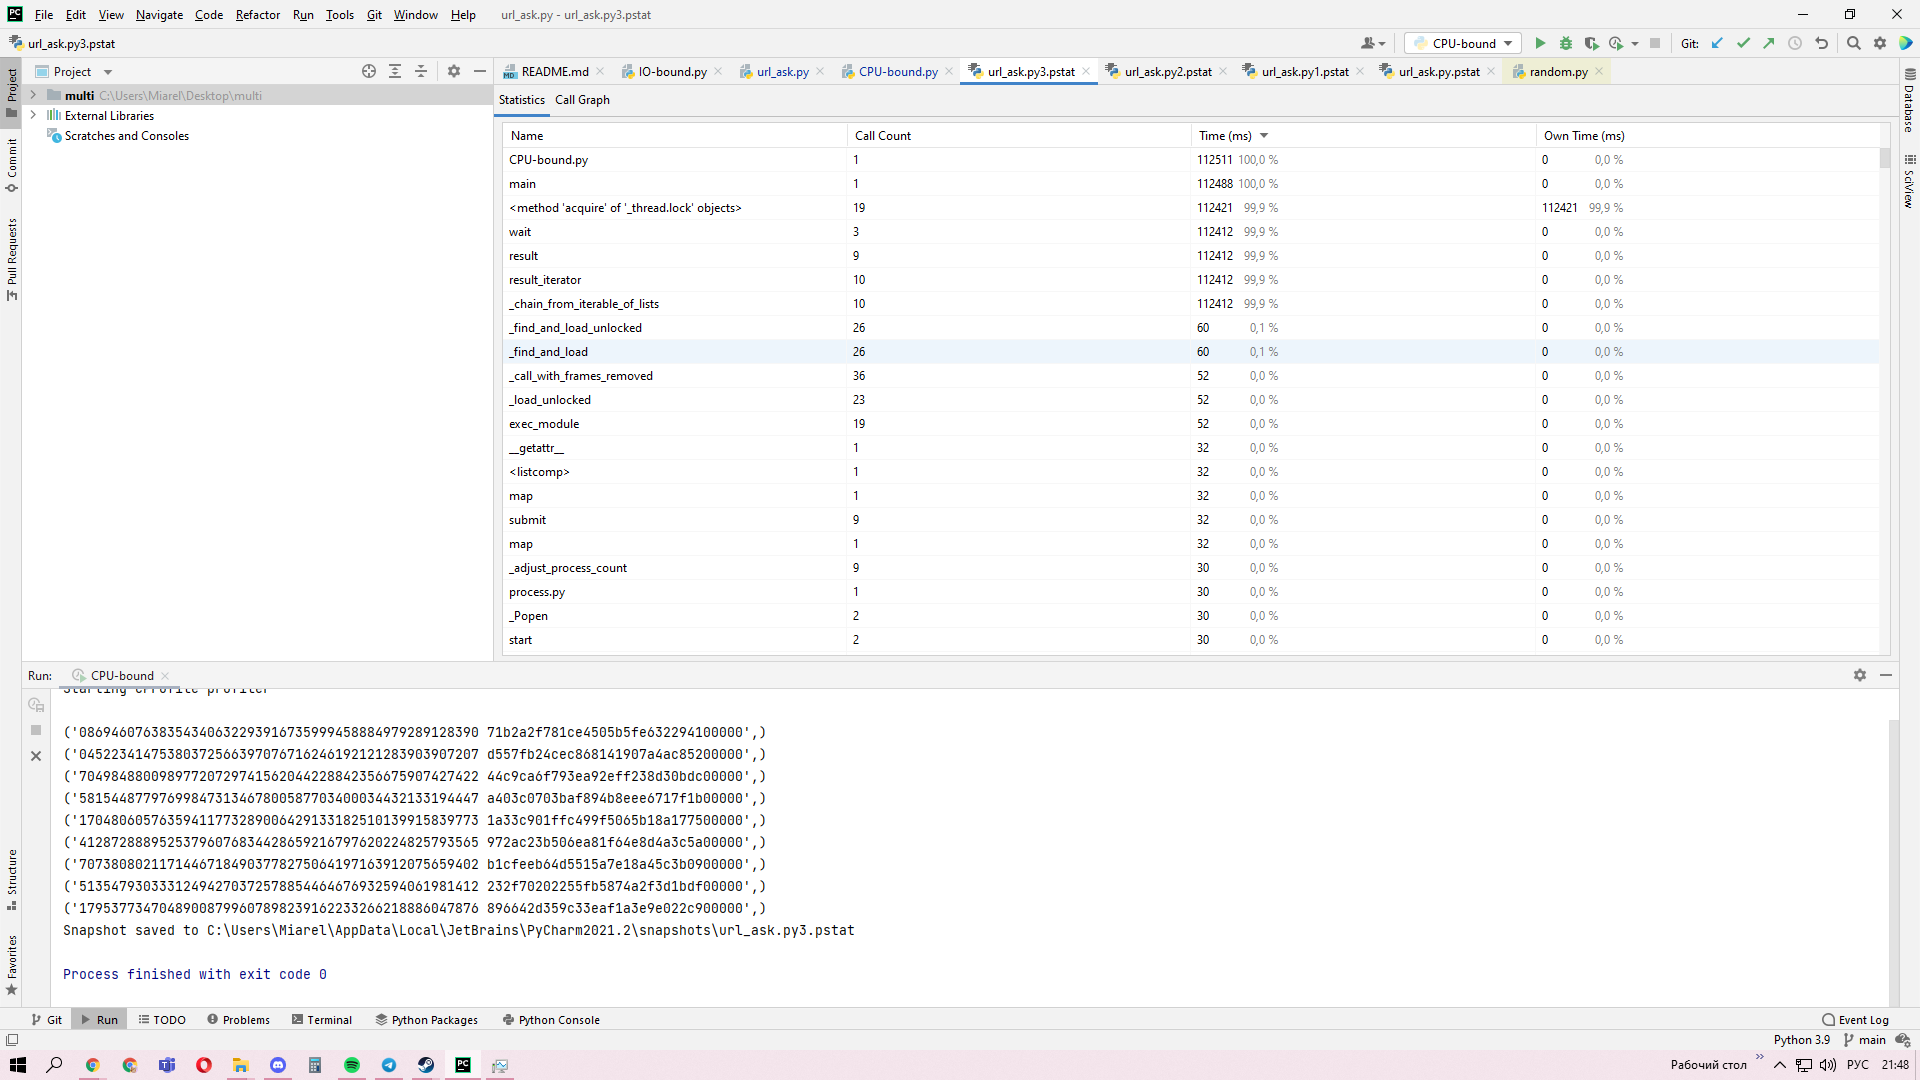 File Edit View Navigate Code Refactor Run Tools Git Window Help url_ask.py - url_ask.py3.pstat
url_ask.py3.pstat CPU-bound Git:
Project
README.md IO-bound.py url_ask.py CPU-bound.py url_ask.py3.pstat url_ask.py2.pstat url_ask.py1.pstat url_ask.py.pstat random.py
multi C:\Users\Miarel\Desktop\multi
External Libraries
Scratches and Consoles
Project
Commit
Pull Requests
Structure
Favorites
Database
SciView
Statistics Call Graph
Name Call Count Time (ms) Own Time (ms)
CPU-bound.py 1 112511 100,0 % 0 0,0 %
main 1 112488 100,0 % 0 0,0 %
<method 'acquire' of '_thread.lock' objects> 19 112421 99,9 % 112421 99,9 %
wait 3 112412 99,9 % 0 0,0 %
result 9 112412 99,9 % 0 0,0 %
result_iterator 10 112412 99,9 % 0 0,0 %
_chain_from_iterable_of_lists 10 112412 99,9 % 0 0,0 %
_find_and_load_unlocked 26 60 0,1 % 0 0,0 %
_find_and_load 26 60 0,1 % 0 0,0 %
_call_with_frames_removed 36 52 0,0 % 0 0,0 %
_load_unlocked 23 52 0,0 % 0 0,0 %
exec_module 19 52 0,0 % 0 0,0 %
__getattr__ 1 32 0,0 % 0 0,0 %
<listcomp> 1 32 0,0 % 0 0,0 %
map 1 32 0,0 % 0 0,0 %
submit 9 32 0,0 % 0 0,0 %
map 1 32 0,0 % 0 0,0 %
_adjust_process_count 9 30 0,0 % 0 0,0 %
process.py 1 30 0,0 % 0 0,0 %
_Popen 2 30 0,0 % 0 0,0 %
start 2 30 0,0 % 0 0,0 %
Run: CPU-bound
Starting cProfile profiler
('08694607638354340632293916735999458884979289128390 71b2a2f781ce4505b5fe632294100000',)
('04522341475380372566397076716246192121283903907207 d557fb24cec868141907a4ac85200000',)
('70498488009897720729741562044228842356675907427422 44c9ca6f793ea92eff238d30bdc00000',)
('58154487797699847313467800587703400034432133194447 a403c0703baf894b8eee6717f1b00000',)
('17048060576359411773289006429133182510139915839773 1a33c901ffc499f5065b18a177500000',)
('41287288895253796076834428659216797620224825793565 972ac23b506ea81f64e8d4a3c5a00000',)
('70738080211714467184903778275064197163912075659402 b1cfeeb64d5515a7e18a45c3b0900000',)
('51354793033312494270372578854464676932594061981412 232f70202255fb5874a2f3d1bdf00000',)
('17953773470489008799607898239162233266218886047876 896642d359c33eaf1a3e9e022c900000',)
Snapshot saved to C:\Users\Miarel\AppData\Local\JetBrains\PyCharm2021.2\snapshots\url_ask.py3.pstat
Process finished with exit code 0
Git Run TODO Problems Terminal Python Packages Python Console Event Log
Python 3.9 main
Рабочий стол РУС 21:48